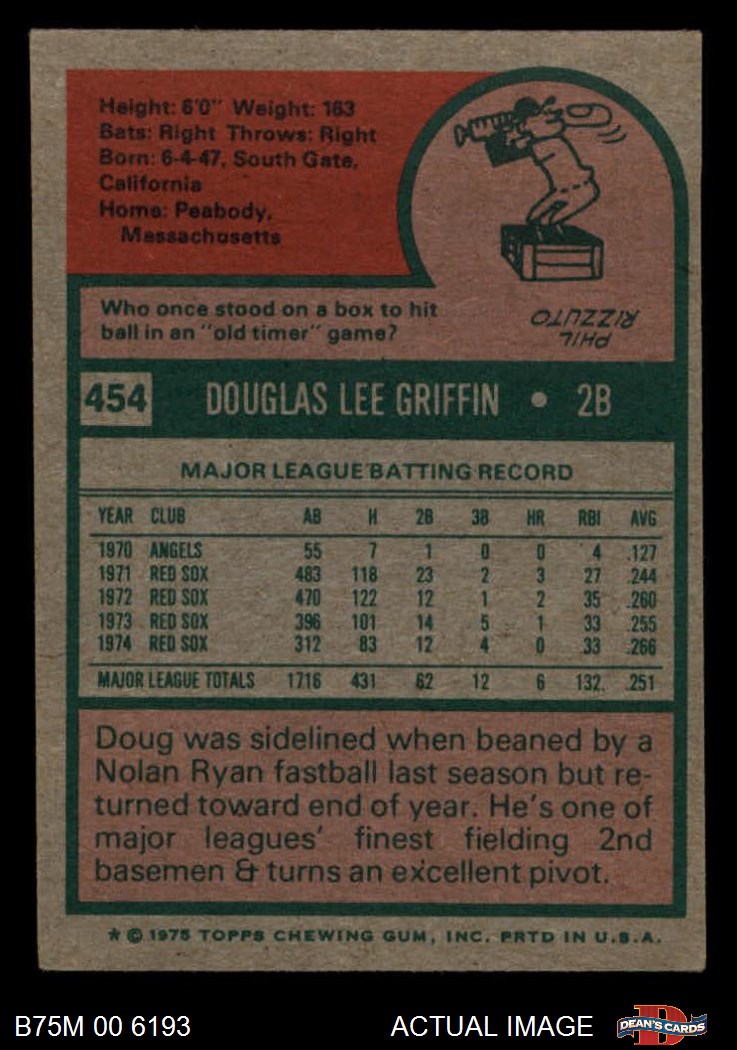 Height: 6'0" Weight: 163
Bats: Right Throws: Right
Born: 6-4-47, South Gate,
California
Home: Peabody,
Massachusetts
Who once stood on a box to hit
ball in an "old timer" game?
PHIL
RIZZUTO
454 DOUGLAS LEE GRIFFIN • 2B
MAJOR LEAGUE BATTING RECORD
YEAR CLUB AB H 2B 3B HR RBI AVG
1970 ANGELS 55 7 1 0 0 4 .127
1971 RED SOX 483 118 23 2 3 27 .244
1972 RED SOX 470 122 12 1 2 35 .260
1973 RED SOX 396 101 14 5 1 33 .255
1974 RED SOX 312 83 12 4 0 33 .266
MAJOR LEAGUE TOTALS 1716 431 62 12 6 132 .251
Doug was sidelined when beaned by a
Nolan Ryan fastball last season but re-
turned toward end of year. He's one of
major leagues' finest fielding 2nd
basemen & turns an excellent pivot.
* © 1975 TOPPS CHEWING GUM, INC. PRTD IN U.S.A.
B75M 00 6193 ACTUAL IMAGE D DEAN'S CARDS